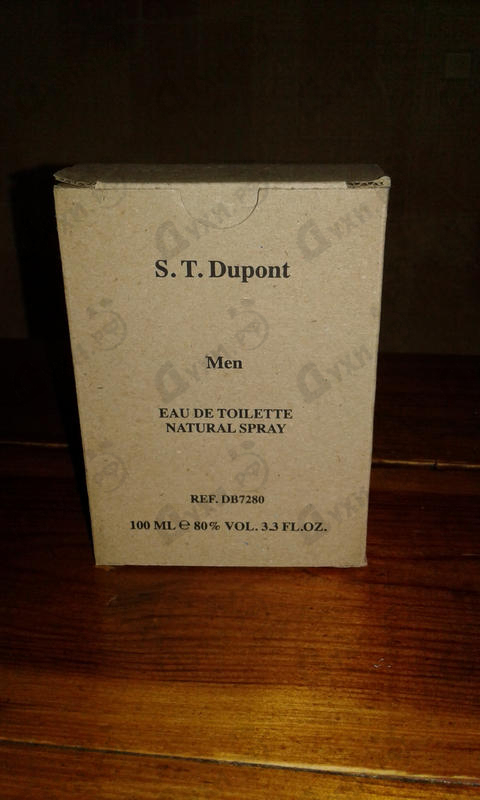 S. T. Dupont
Men
EAU DE TOILETTE
NATURAL SPRAY
REF. DB7280
100 ML ℮ 80% VOL. 3.3 FL.OZ.